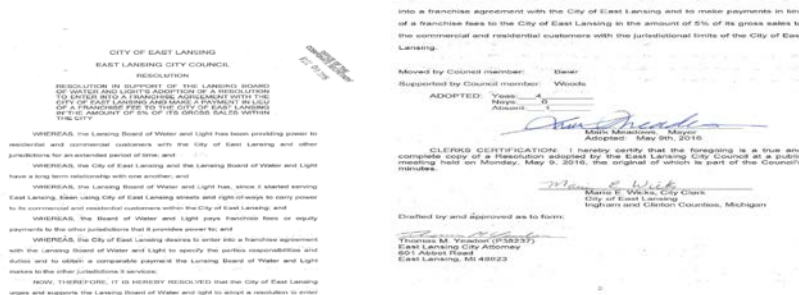 CITY OF EAST LANSING
EAST LANSING CITY COUNCIL
RESOLUTION
RESOLUTION IN SUPPORT OF THE LANSING BOARD
OF WATER AND LIGHT'S ADOPTION OF A RESOLUTION
TO ENTER INTO A FRANCHISE AGREEMENT WITH THE
CITY OF EAST LANSING AND MAKE A PAYMENT IN LIEU
OF A FRANCHISE FEE TO THE CITY OF EAST LANSING
IN THE AMOUNT OF 5% OF ITS GROSS SALES WITHIN
THE CITY
WHEREAS, the Lansing Board of Water and Light has been providing power to
residential and commercial customers with the City of East Lansing and other
jurisdictions for an extended period of time; and
WHEREAS, the City of East Lansing and the Lansing Board of Water and Light
have a long term relationship with one another; and
WHEREAS, the Lansing Board of Water and Light has, since it started serving
East Lansing, been using City of East Lansing streets and right-of-ways to carry power
to its commercial and residential customers within the City of East Lansing; and
WHEREAS, the Board of Water and Light pays franchise fees or equity
payments to the other jurisdictions that it provides power to; and
WHEREAS, the City of East Lansing desires to enter into a franchise agreement
with the Lansing Board of Water and Light to specify the parties responsibilities and
duties and to obtain a comparable payment the Lansing Board of Water and Light
makes to the other jurisdictions it services;
NOW, THEREFORE, IT IS HEREBY RESOLVED that the City of East Lansing
urges and supports the Lansing Board of Water and light to adopt a resolution to enter
into a franchise agreement with the City of East Lansing and to make payments in lieu
of a franchise fees to the City of East Lansing in the amount of 5% of its gross sales to
the commercial and residential customers with the jurisdictional limits of the City of East
Lansing.
Moved by Council member: Beier
Supported by Council member: Woods
ADOPTED: Yeas: 4
Nays: 0
Absent: 1
Mark Meadows, Mayor
Adopted: May 9th, 2016
CLERKS CERTIFICATION: I hereby certify that the foregoing is a true and
complete copy of a Resolution adopted by the East Lansing City Council at a public
meeting held on Monday, May 9, 2016, the original of which is part of the Council's
minutes.
Marie E. Wicks, City Clerk
City of East Lansing
Ingham and Clinton Counties, Michigan
Drafted by and approved as to form:
Thomas M. Yeadon (P38237)
East Lansing City Attorney
601 Abbot Road
East Lansing, MI 48823
2